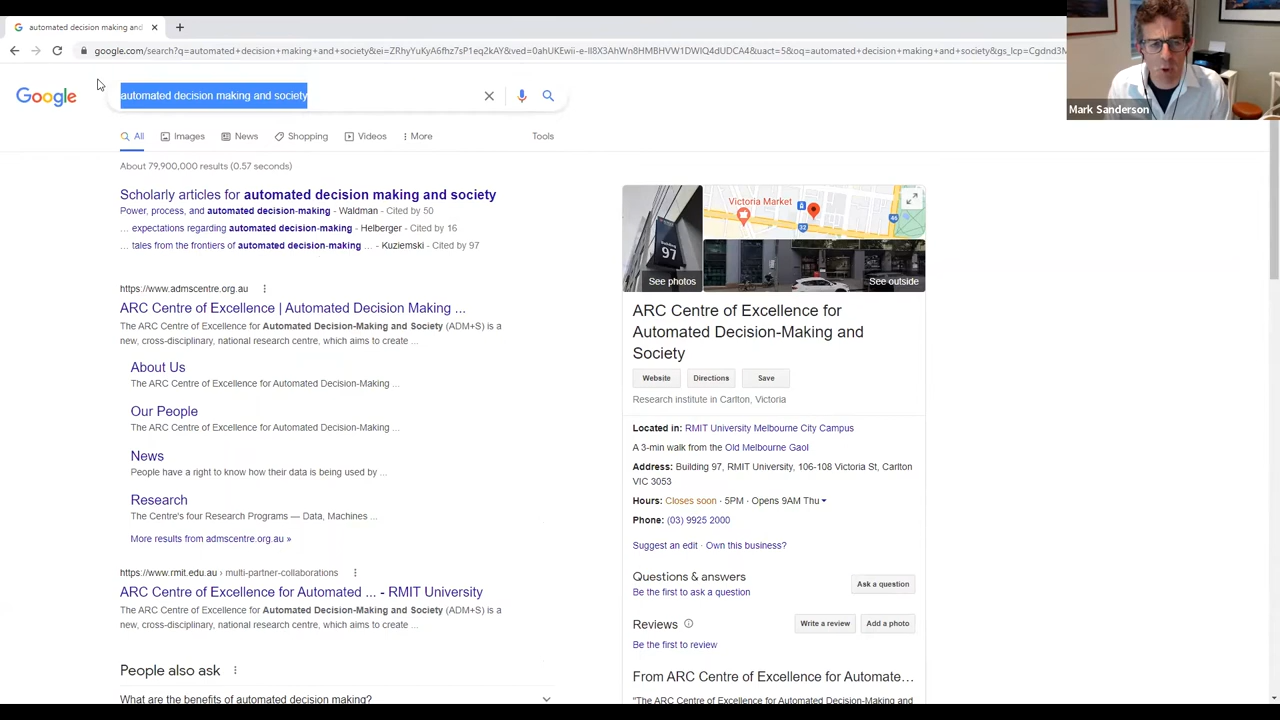 automated decision making and
google.com/search?q=automated+decision+making+and+society&ei=ZRhyYuKyA6fhz7sP1eq2kAY&ved=0ahUKEwii-e-Il8X3AhWn8HMBHVW1DWIQ4dUDCA4&uact=5&oq=automated+decision+making+and+society&gs_lcp=Cgdnd3M
Mark Sanderson
Google
automated decision making and society
All
Images
News
Shopping
Videos
More
Tools
About 79,900,000 results (0.57 seconds)
Scholarly articles for automated decision making and society
Power, process, and automated decision-making - Waldman - Cited by 50
... expectations regarding automated decision-making - Helberger - Cited by 16
... tales from the frontiers of automated decision-making ... - Kuziemski - Cited by 97
https://www.admscentre.org.au
ARC Centre of Excellence | Automated Decision Making ...
The ARC Centre of Excellence for Automated Decision-Making and Society (ADM+S) is a
new, cross-disciplinary, national research centre, which aims to create ...
About Us
The ARC Centre of Excellence for Automated Decision-Making ...
Our People
The ARC Centre of Excellence for Automated Decision-Making ...
News
People have a right to know how their data is being used by ...
Research
The Centre's four Research Programs — Data, Machines ...
More results from admscentre.org.au »
https://www.rmit.edu.au › multi-partner-collaborations
ARC Centre of Excellence for Automated ... - RMIT University
The ARC Centre of Excellence for Automated Decision-Making and Society (ADM+S) is a
new, cross-disciplinary, national research centre, which aims to create ...
People also ask
What are the benefits of automated decision making?
Victoria Market
32
46
97
See photos
See outside
ARC Centre of Excellence for
Automated Decision-Making and
Society
Website
Directions
Save
Research institute in Carlton, Victoria
Located in: RMIT University Melbourne City Campus
A 3-min walk from the Old Melbourne Gaol
Address: Building 97, RMIT University, 106-108 Victoria St, Carlton
VIC 3053
Hours: Closes soon · 5PM · Opens 9AM Thu
Phone: (03) 9925 2000
Suggest an edit · Own this business?
Questions & answers
Ask a question
Be the first to ask a question
Reviews
Write a review
Add a photo
Be the first to review
From ARC Centre of Excellence for Automate...
"The ARC Centre of Excellence for Automated Decision-Making and